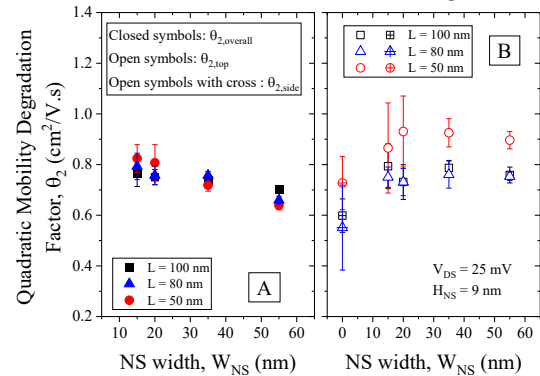 Quadratic Mobility Degradation
Factor, θ2 (cm2/V.s)
1.4
1.2
1.0
0.8
0.6
0.4
0.2
Closed symbols: θ2,overall
Open symbols: θ2,top
Open symbols with cross : θ2,side
L = 100 nm
L = 80 nm
L = 50 nm
A
0 10 20 30 40 50 60
NS width, WNS (nm)
L = 100 nm
L = 80 nm
L = 50 nm
B
VDS = 25 mV
HNS = 9 nm
0 10 20 30 40 50 60
NS width, WNS (nm)